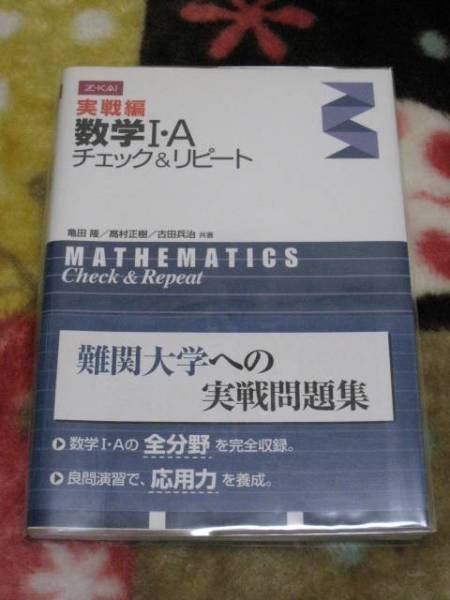 Z-KAI
実戦編
数学I・A
チェック&リピート
亀田 隆／髙村正樹／古田兵治 共著
MATHEMATICS
Check & Repeat
難関大学への
実戦問題集
数学I・Aの 全分野 を完全収録。
良問演習で、応用力 を養成。